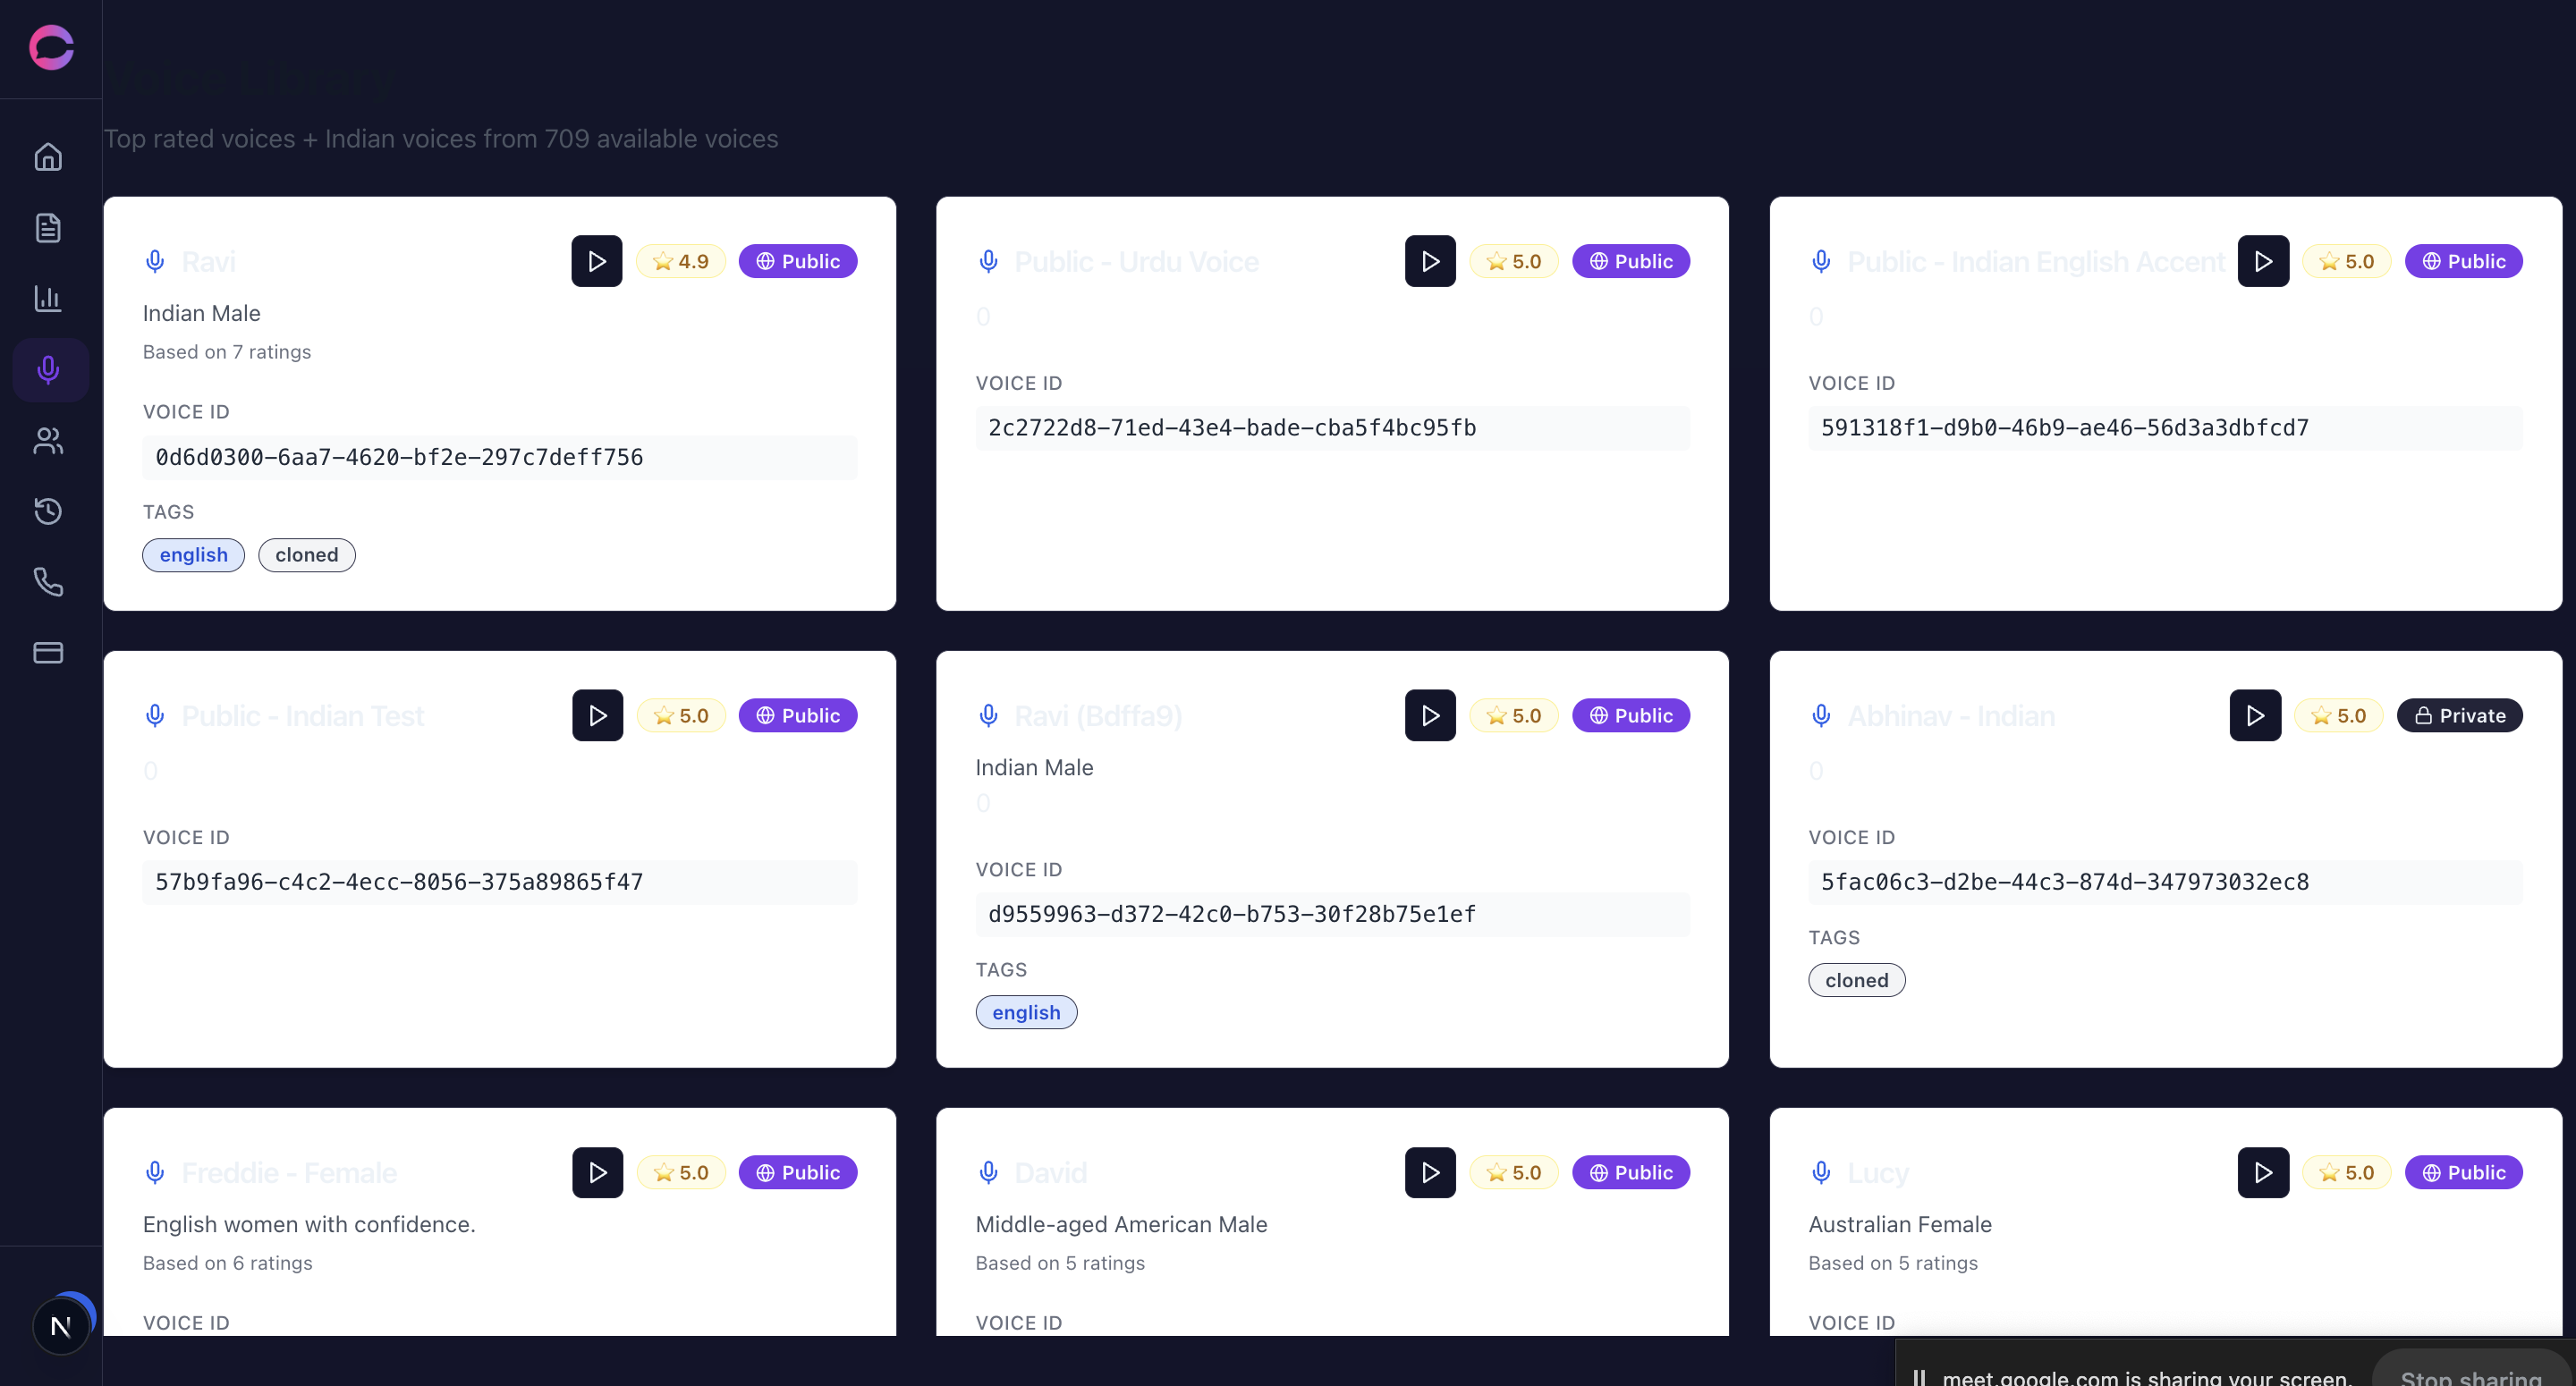 Voice Library
Top rated voices + Indian voices from 709 available voices
Ravi
4.9
Public
Indian Male
Based on 7 ratings
VOICE ID
0d6d0300-6aa7-4620-bf2e-297c7deff756
TAGS
english cloned
Public - Urdu Voice
5.0
Public
0
VOICE ID
2c2722d8-71ed-43e4-bade-cba5f4bc95fb
Public - Indian English Accent
5.0
Public
0
VOICE ID
591318f1-d9b0-46b9-ae46-56d3a3dbfcd7
Public - Indian Test
5.0
Public
0
VOICE ID
57b9fa96-c4c2-4ecc-8056-375a89865f47
Ravi (Bdffa9)
5.0
Public
Indian Male
0
VOICE ID
d9559963-d372-42c0-b753-30f28b75e1ef
TAGS
english
Abhinav - Indian
5.0
Private
0
VOICE ID
5fac06c3-d2be-44c3-874d-347973032ec8
TAGS
cloned
Freddie - Female
5.0
Public
English women with confidence.
Based on 6 ratings
VOICE ID
David
5.0
Public
Middle-aged American Male
Based on 5 ratings
VOICE ID
Lucy
5.0
Public
Australian Female
Based on 5 ratings
VOICE ID
N
meet.google.com is sharing your screen.
Stop sharing